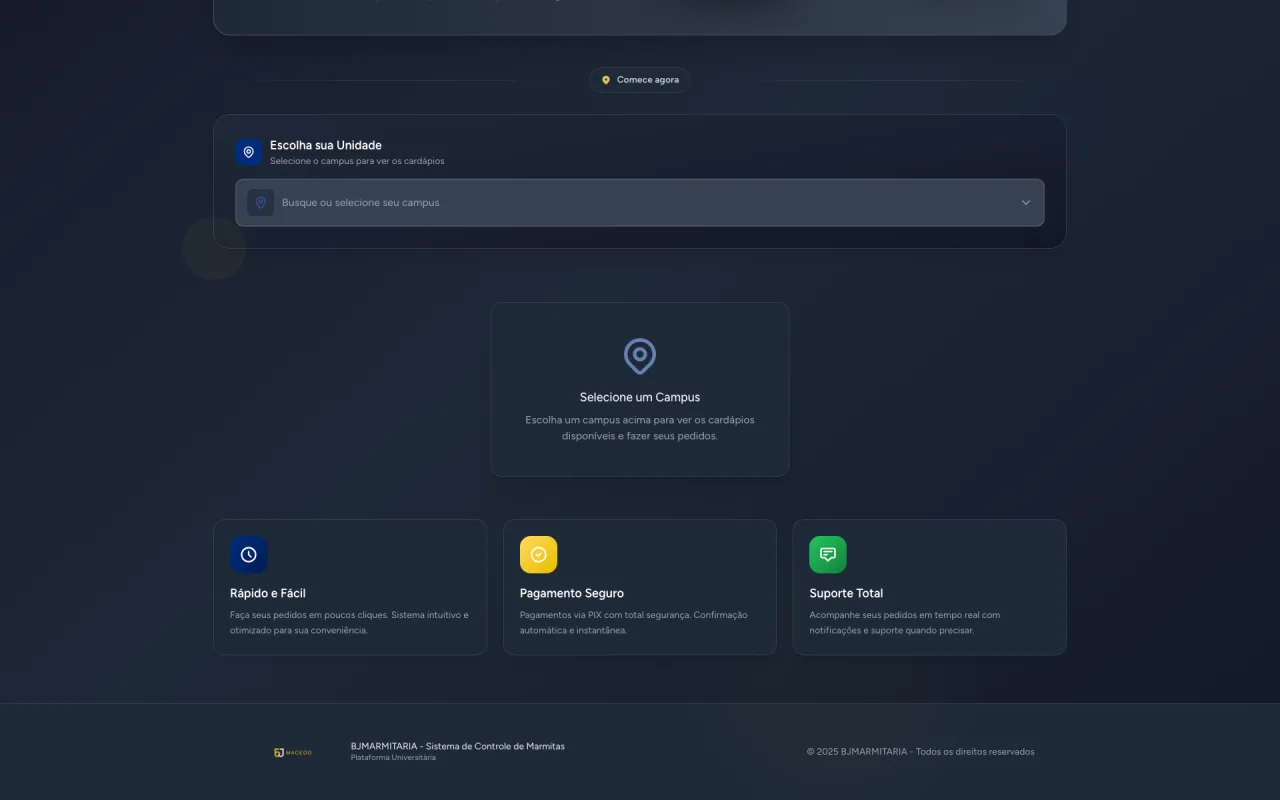 Comece agora
Escolha sua Unidade
Selecione o campus para ver os cardápios
Busque ou selecione seu campus
Selecione um Campus
Escolha um campus acima para ver os cardápios
disponíveis e fazer seus pedidos.
Rápido e Fácil
Faça seus pedidos em poucos cliques. Sistema intuitivo e
otimizado para sua conveniência.
Pagamento Seguro
Pagamentos via PIX com total segurança. Confirmação
automática e instantânea.
Suporte Total
Acompanhe seus pedidos em tempo real com
notificações e suporte quando precisar.
MACEDO
BJMARMITARIA - Sistema de Controle de Marmitas
Plataforma Universitária
© 2025 BJMARMITARIA - Todos os direitos reservados